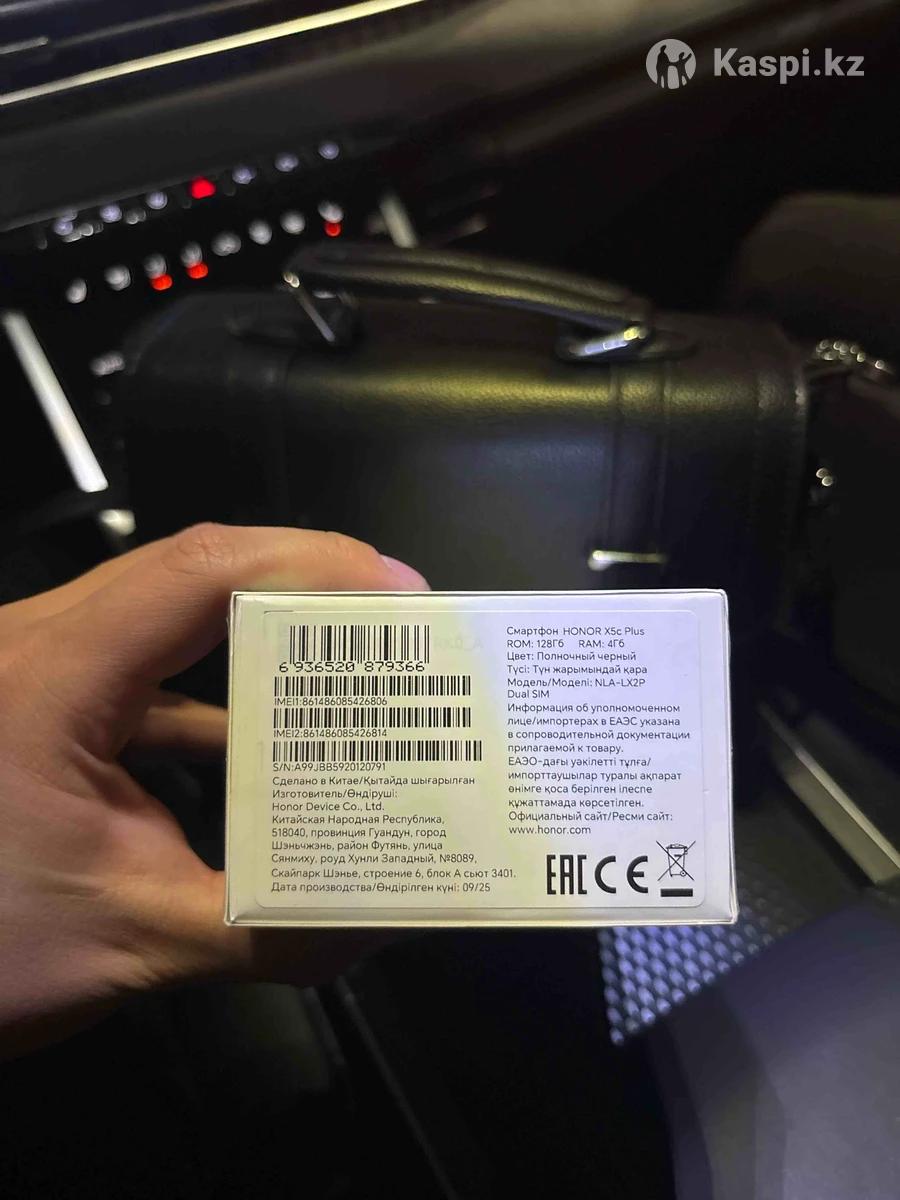 Kaspi.kz
6 936520 879366
IMEI1:861486085426806
IMEI2:861486085426814
S/N:A99JBB5920120791
Сделано в Китае/Қытайда шығарылған
Изготовитель/Өндіруші:
Honor Device Co., Ltd.
Китайская Народная Республика,
518040, провинция Гуандун, город
Шэньчжэнь, район Футянь, улица
Сянмиху, роуд Хунли Западный, №8089,
Скайпарк Шэнье, строение 6, блок А сьют 3401.
Дата производства/Өндірілген күні: 09/25
Смартфон HONOR X5c Plus
ROM: 128Гб RAM: 4Гб
Цвет: Полночный черный
Түсі: Түн жарымындай қара
Модель/Моделі: NLA-LX2P
Dual SIM
Информация об уполномоченном
лице/импортерах в ЕАЭС указана
в сопроводительной документации
прилагаемой к товару.
ЕАЭО-дағы уәкілетті тұлға/
импорттаушылар туралы ақпарат
өнімге қоса берілген ілеспе
құжаттамада көрсетілген.
Официальный сайт/Ресми сайт:
www.honor.com
EAC CE